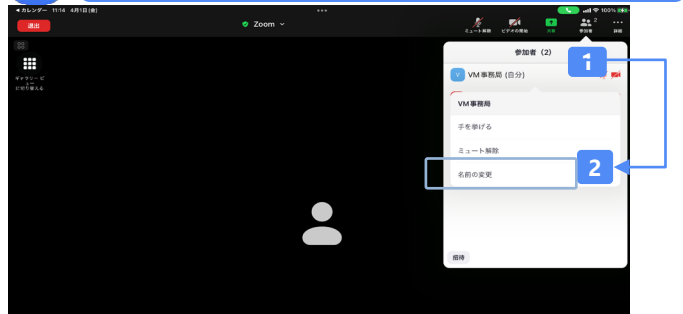 ◀カレンダー 11:14 4月1日(金)
100%
退出
Zoom
ミュート解除 ビデオの開始 共有 参加者 2 詳細
ギャラリー ビュー
に切り替える
参加者 (2)
1
V VM事務局 (自分)
VM事務局
手を挙げる
ミュート解除
名前の変更
2
招待